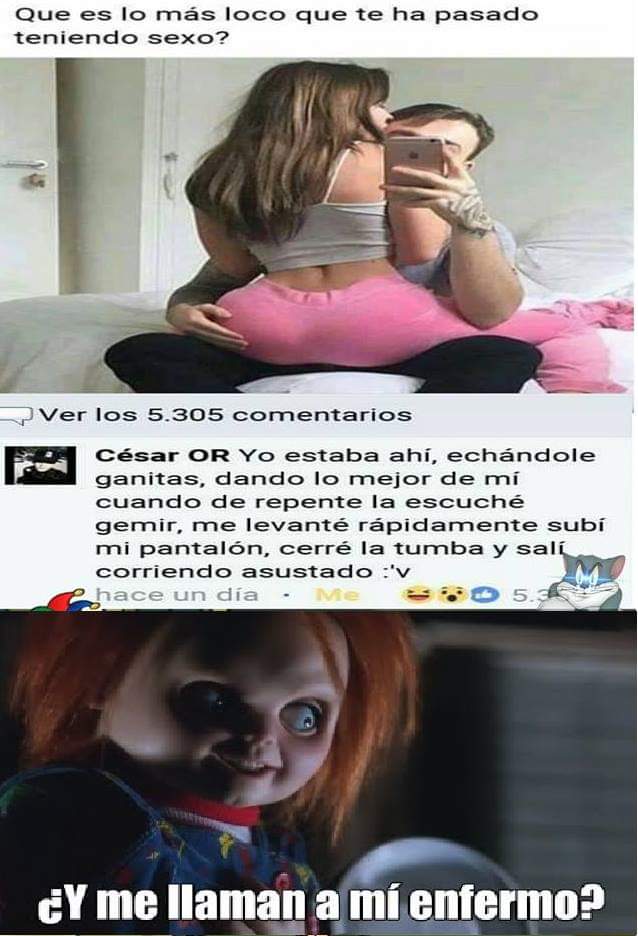 Que es lo más loco que te ha pasado
teniendo sexo?
Ver los 5.305 comentarios
César OR Yo estaba ahí, echándole
ganitas, dando lo mejor de mí
cuando de repente la escuché
gemir, me levanté rápidamente subí
mi pantalón, cerré la tumba y salí
corriendo asustado :'v
hace un día · Me 5.3
¿Y me llaman a mí enfermo?